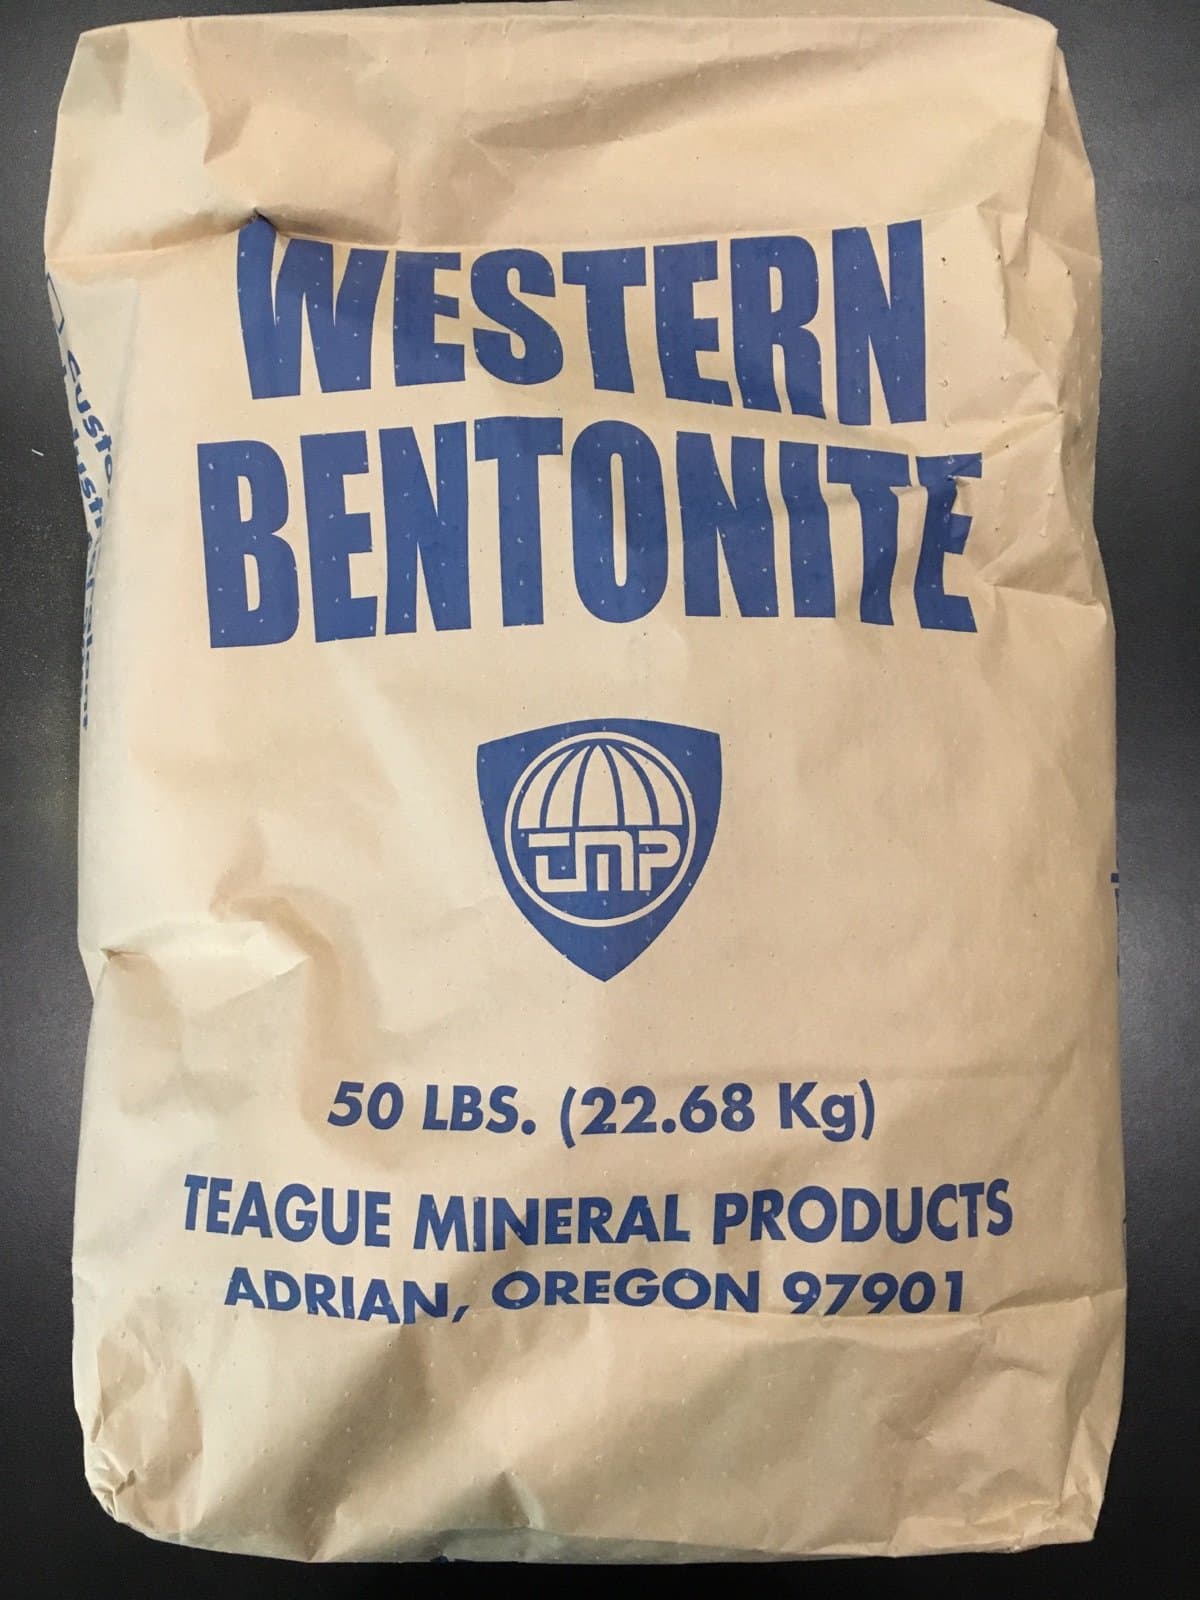 WESTERN
BENTONITE
TMP
50 LBS. (22.68 Kg)
TEAGUE MINERAL PRODUCTS
ADRIAN, OREGON 97901